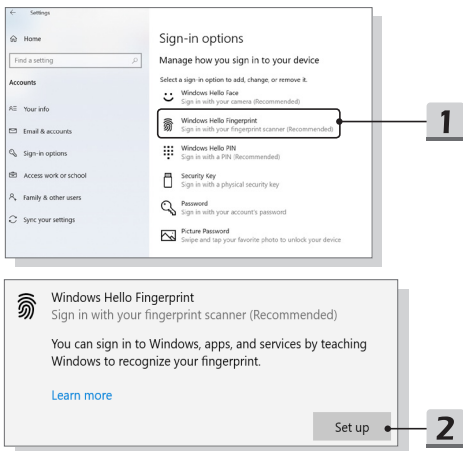 Settings
Home
Find a setting
Accounts
Your info
Email & accounts
Sign-in options
Access work or school
Family & other users
Sync your settings
Sign-in options
Manage how you sign in to your device
Select a sign-in option to add, change, or remove it.
Windows Hello Face
Sign in with your camera (Recommended)
Windows Hello Fingerprint
Sign in with your fingerprint scanner (Recommended)
1
Windows Hello PIN
Sign in with a PIN (Recommended)
Security Key
Sign in with a physical security key
Password
Sign in with your account's password
Picture Password
Swipe and tap your favorite photo to unlock your device
Windows Hello Fingerprint
Sign in with your fingerprint scanner (Recommended)
You can sign in to Windows, apps, and services by teaching
Windows to recognize your fingerprint.
Learn more
Set up
2